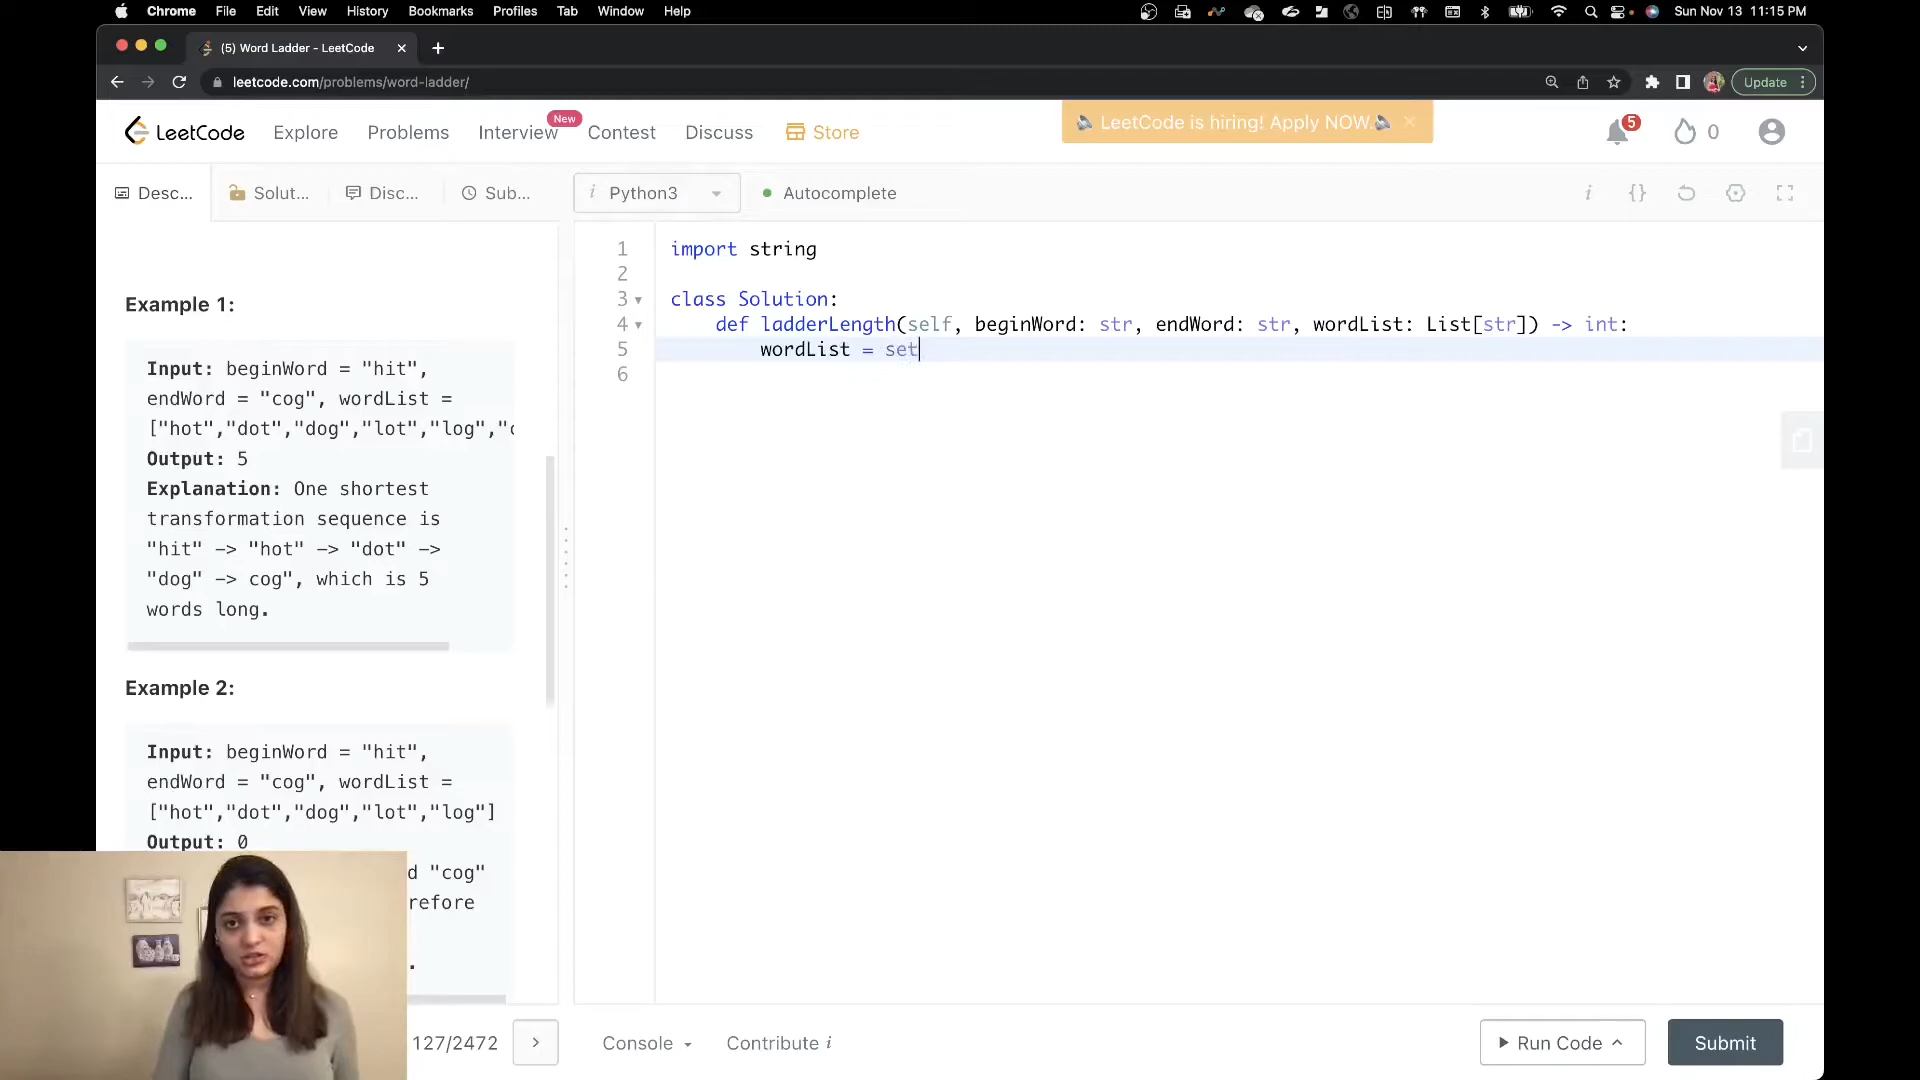 Chrome File Edit View History Bookmarks Profiles Tab Window Help Sun Nov 13 11:15 PM
(5) Word Ladder - LeetCode
leetcode.com/problems/word-ladder/ Update
LeetCode Explore Problems Interview New Contest Discuss Store LeetCode is hiring! Apply NOW. 5 0
Desc... Solut... Disc... Sub... i Python3 Autocomplete i {}
Example 1:
Input: beginWord = "hit",
endWord = "cog", wordList =
["hot","dot","dog","lot","log","c
Output: 5
Explanation: One shortest
transformation sequence is
"hit" -> "hot" -> "dot" ->
"dog" -> cog", which is 5
words long.
Example 2:
Input: beginWord = "hit",
endWord = "cog", wordList =
["hot","dot","dog","lot","log"]
Output: 0
d "cog"
refore
.
1 import string
2
3 class Solution:
4 def ladderLength(self, beginWord: str, endWord: str, wordList: List[str]) -> int:
5 wordList = set
6
127/2472 > Console Contribute i Run Code Submit